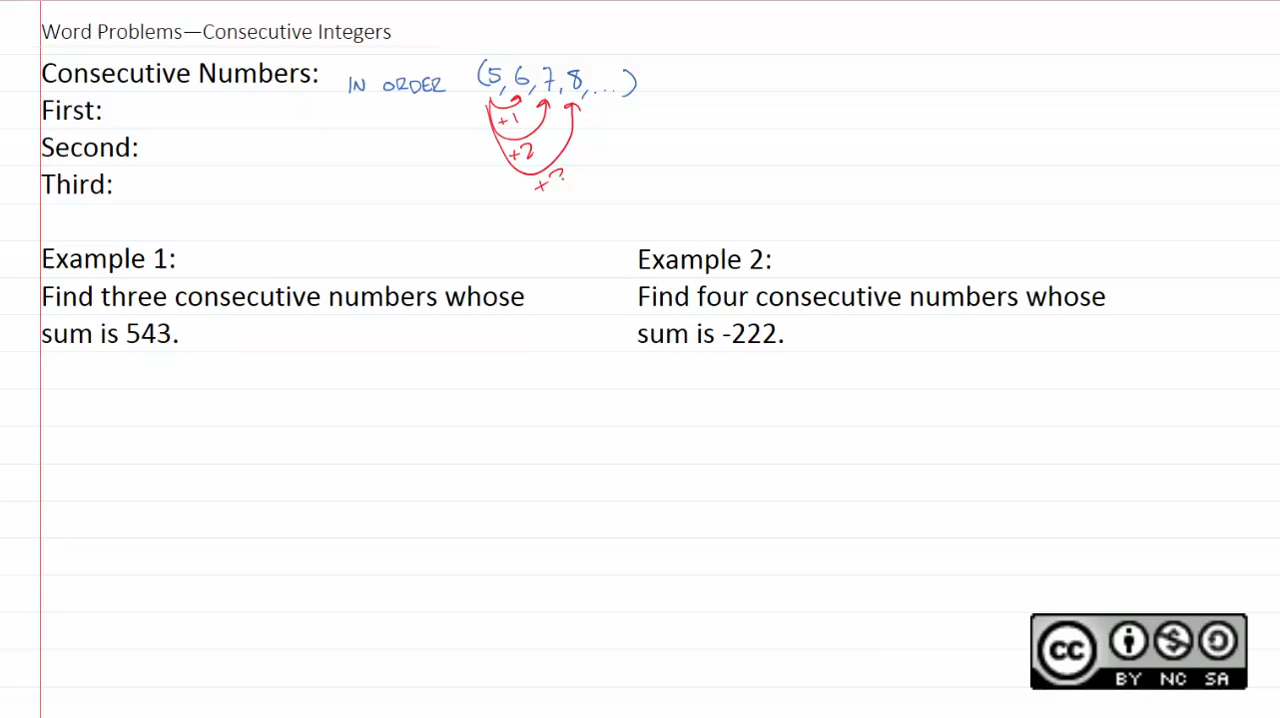 Word Problems—Consecutive Integers
Consecutive Numbers: IN ORDER (5, 6, 7, 8, ...)
First:
+1
Second:
+2
Third:
Example 1:
Find three consecutive numbers whose
sum is 543.
Example 2:
Find four consecutive numbers whose
sum is -222.
cc
BY NC SA